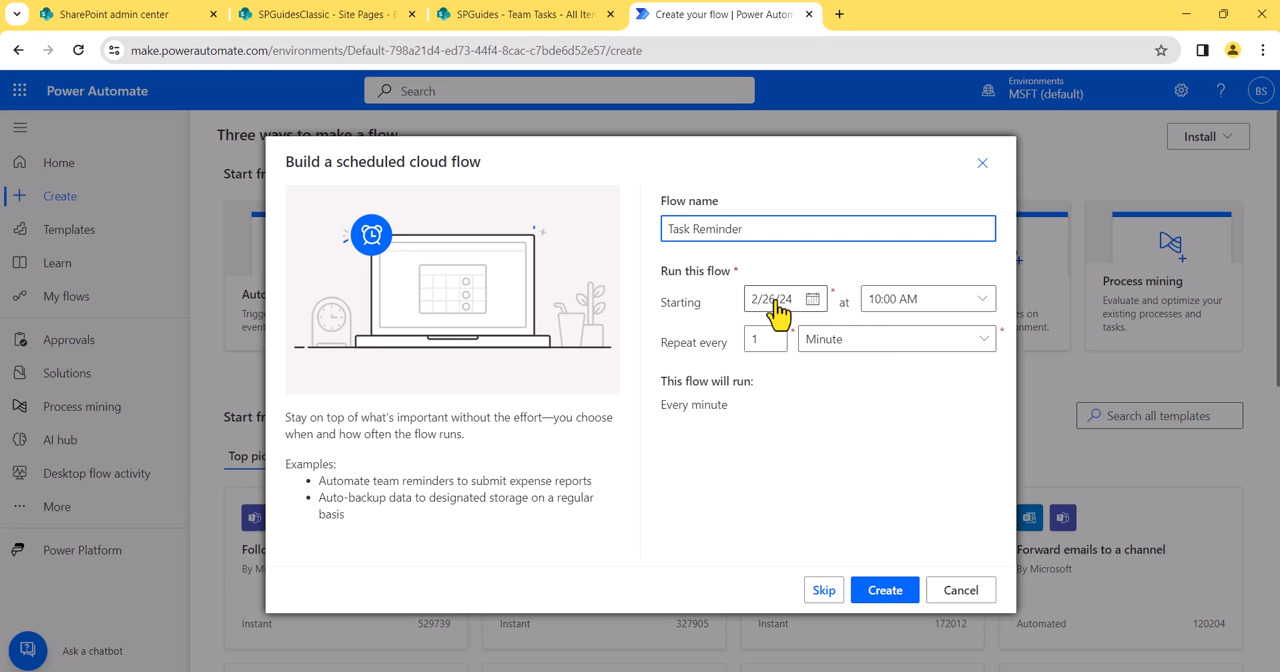 SharePoint admin center
SPGuidesClassic - Site Pages -
SPGuides - Team Tasks - All
Create your flow | Power Autom
make.powerautomate.com/environments/Default-798a21d4-ed73-44f4-8cac-c7bde6d52e57/create
Power Automate
Search
Environments
MSFT (default)
BS
Three ways to make a flow
Install
Home
Create
Templates
Learn
My flows
Approvals
Solutions
Process mining
AI hub
Desktop flow activity
More
Power Platform
Ask a chatbot
Build a scheduled cloud flow
Stay on top of what's important without the effort—you choose
when and how often the flow runs.
Examples:
• Automate team reminders to submit expense reports
• Auto-backup data to designated storage on a regular
basis
Flow name
Task Reminder
Run this flow *
Starting
2/26/24
*
at
10:00 AM
Repeat every
1
*
Minute
*
This flow will run:
Every minute
Skip
Create
Cancel
Process mining
Evaluate and optimize your
existing processes and
tasks.
Search all templates
Forward emails to a channel
By Microsoft
Instant
529739
Instant
327905
Instant
172012
Automated
120204